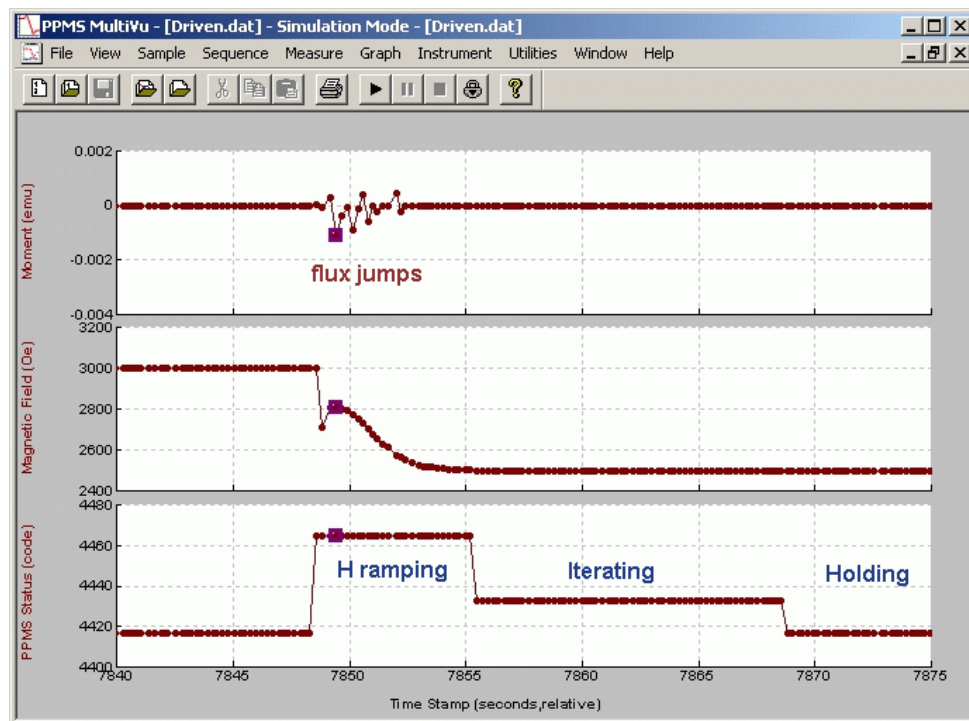 PPMS MultiVu - [Driven.dat] - Simulation Mode - [Driven.dat]
File View Sample Sequence Measure Graph Instrument Utilities Window Help
0.002
0
-0.002
-0.004
Moment (emu)
flux jumps
3200
3000
2800
2600
2400
Magnetic Field (Oe)
4480
4460
4440
4420
4400
PPMS Status (code)
H ramping
Iterating
Holding
7840 7845 7850 7855 7860 7865 7870 7875
Time Stamp (seconds,relative)